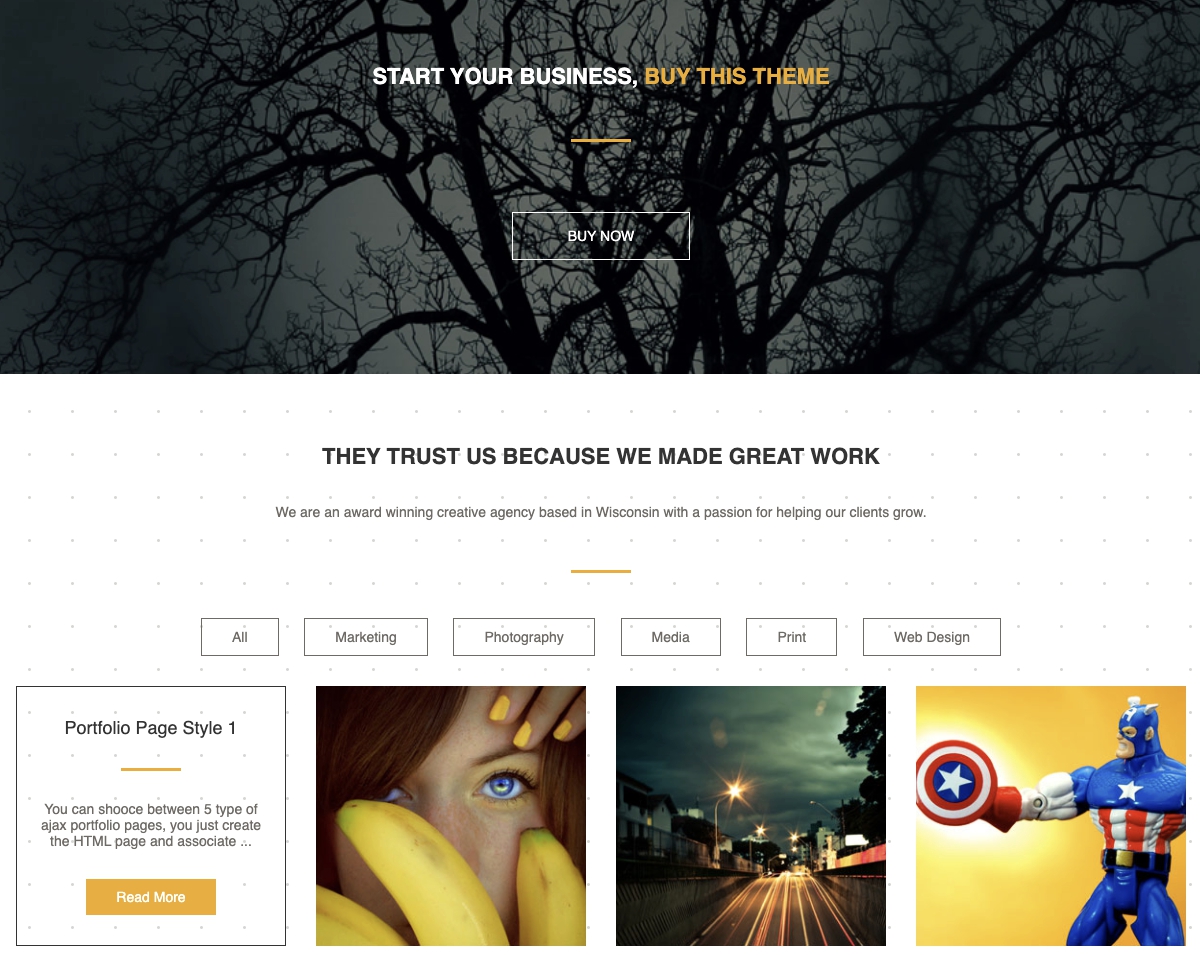 START YOUR BUSINESS, BUY THIS THEME
BUY NOW
THEY TRUST US BECAUSE WE MADE GREAT WORK
We are an award winning creative agency based in Wisconsin with a passion for helping our clients grow.
All
Marketing
Photography
Media
Print
Web Design
Portfolio Page Style 1
You can shooce between 5 type of
ajax portfolio pages, you just create
the HTML page and associate ...
Read More